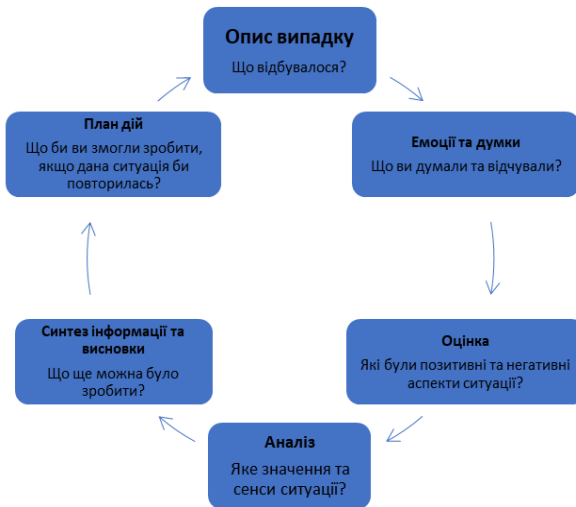 Опис випадку
Що відбувалося?
Емоції та думки
Що ви думали та відчували?
Оцінка
Які були позитивні та негативні
аспекти ситуації?
Аналіз
Яке значення та
сенси ситуації?
Синтез інформації та
висновки
Що ще можна було
зробити?
План дій
Що би ви змогли зробити,
якщо дана ситуація би
повторилась?